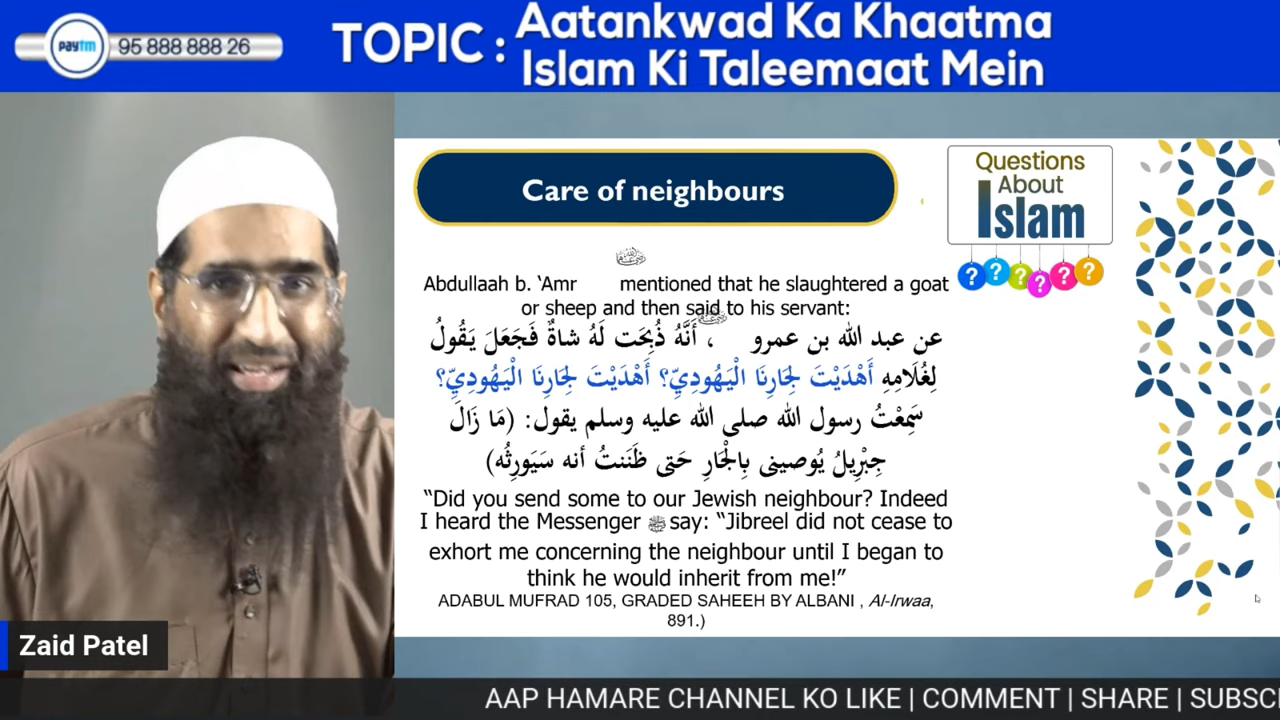 paytm 95 888 888 26
TOPIC : Aatankwad Ka Khaatma
Islam Ki Taleemaat Mein
Care of neighbours
Questions
About
Islam
? ? ? ? ? ?
Abdullaah b. ‘Amr mentioned that he slaughtered a goat
or sheep and then said to his servant:
عن عبد الله بن عمرو ، أَنَّهُ ذُبِحَت لَهُ شاةٌ فَجَعَلَ يَقُولُ
لِغُلَامِهِ أَهْدَيْتَ لِجَارِنَا الْيَهُودِيِّ؟ أَهْدَيْتَ لِجَارِنَا الْيَهُودِيِّ؟
سَمِعْتُ رسول الله صلى الله عليه وسلم يقول: (مَا زَالَ
جِبْرِيلُ يُوصيني بِالْجَارِ حَتى ظَنَنتُ أنه سَيَورِثُه)
“Did you send some to our Jewish neighbour? Indeed
I heard the Messenger ﷺ say: “Jibreel did not cease to
exhort me concerning the neighbour until I began to
think he would inherit from me!”
ADABUL MUFRAD 105, GRADED SAHEEH BY ALBANI , Al-Irwaa,
891.)
Zaid Patel
AAP HAMARE CHANNEL KO LIKE | COMMENT | SHARE | SUBSC